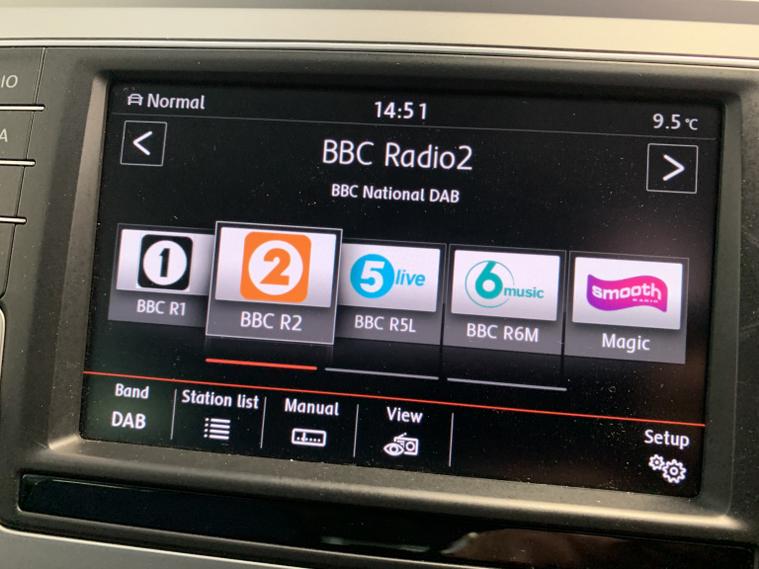 IO
A
Normal
14:51
9.5°C
<
BBC Radio2
>
BBC National DAB
1
2
5 live
6 music
smooth
RADIO
BBC R1
BBC R2
BBC R5L
BBC R6M
Magic
Band
DAB
Station list
Manual
View
Setup